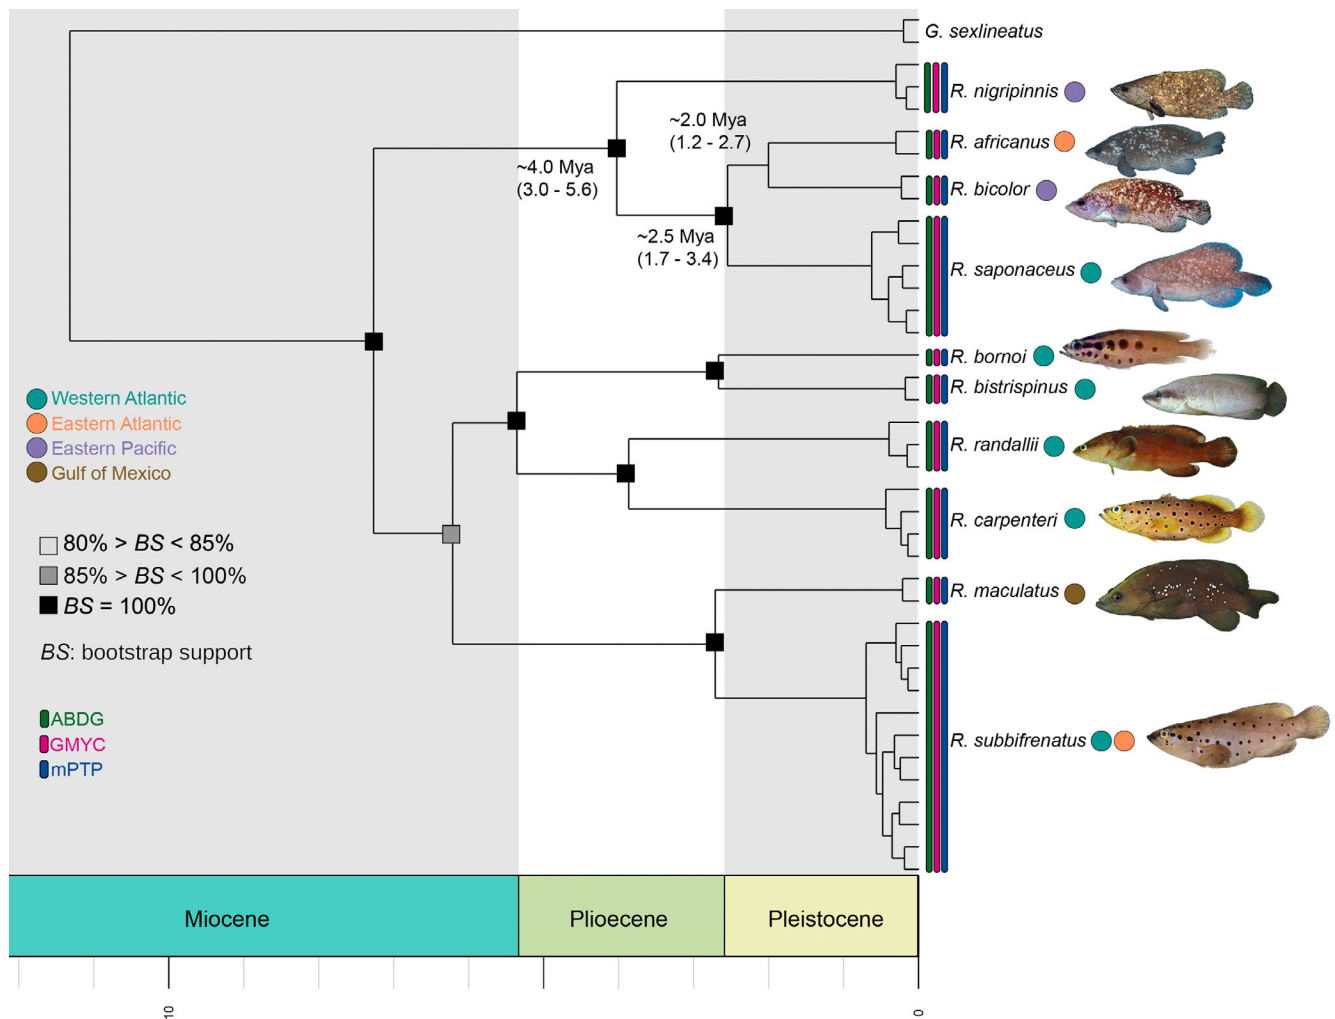 G. sexlineatus
R. nigripinnis
~2.0 Mya
(1.2 - 2.7)
R. africanus
~4.0 Mya
(3.0 - 5.6)
R. bicolor
~2.5 Mya
(1.7 - 3.4)
R. saponaceus
R. bornoi
R. bistrispinus
Western Atlantic
Eastern Atlantic
Eastern Pacific
Gulf of Mexico
R. randallii
R. carpenteri
80% > BS < 85%
85% > BS < 100%
BS = 100%
R. maculatus
BS: bootstrap support
ABDG
GMYC
mPTP
R. subbifrenatus
Miocene
Plioecene
Pleistocene
10
0